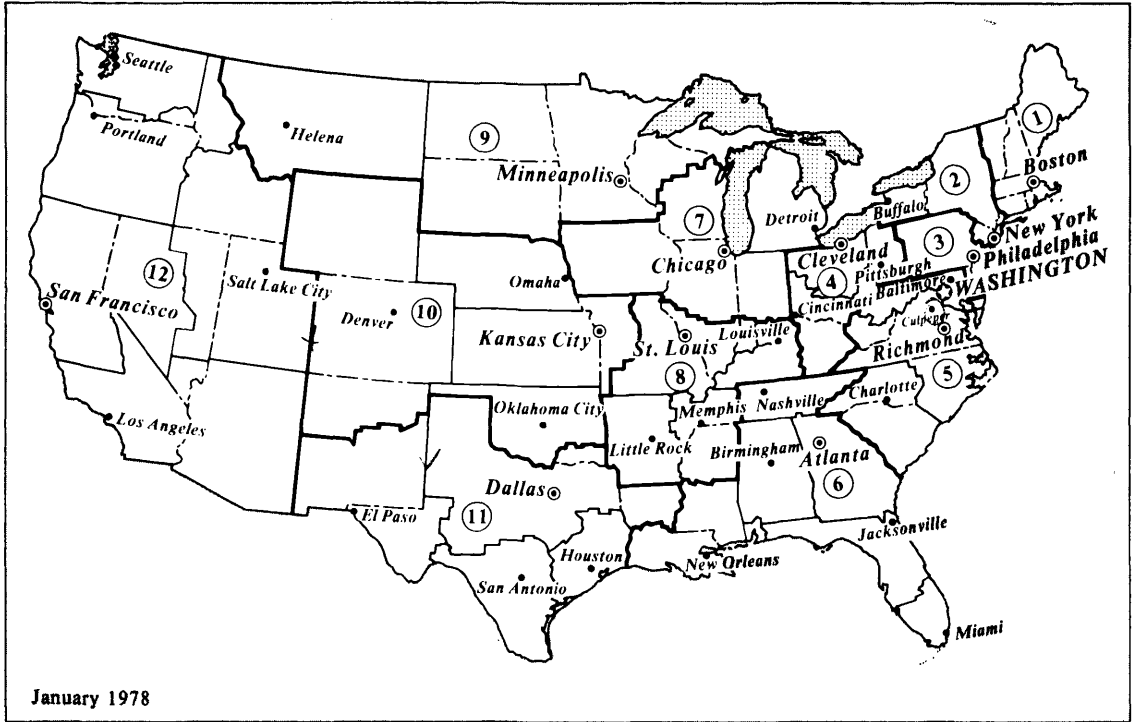 Seattle
Portland
Helena
9
Minneapolis
1
Boston
2
Buffalo
Detroit
7
Chicago
New York
Philadelphia
3
Cleveland
Pittsburgh
4
WASHINGTON
Baltimore
Cincinnati
Culpeper
Richmond
12
San Francisco
Salt Lake City
Omaha
Denver
10
Kansas City
St. Louis
Louisville
8
5
Charlotte
Los Angeles
Oklahoma City
Memphis
Nashville
Little Rock
Birmingham
Atlanta
6
Dallas
El Paso
11
Houston
San Antonio
New Orleans
Jacksonville
Miami
January 1978